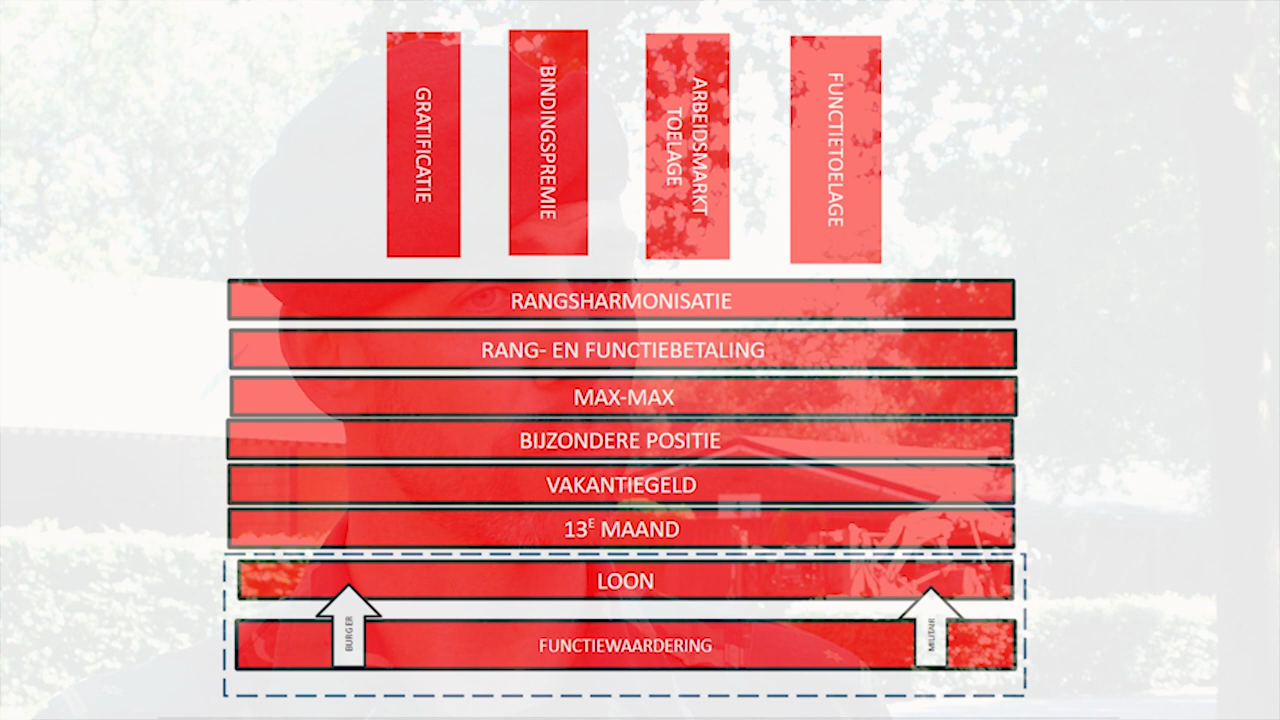 GRATIFICATIE
BINDINGSPREMIE
ARBEIDSMARKT
TOELAGE
FUNCTIETOELAGE
RANGSHARMONISATIE
RANG- EN FUNCTIEBETALING
MAX-MAX
BIJZONDERE POSITIE
VAKANTIEGELD
13E MAAND
LOON
BURGER
MILITAIR
FUNCTIEWAARDERING